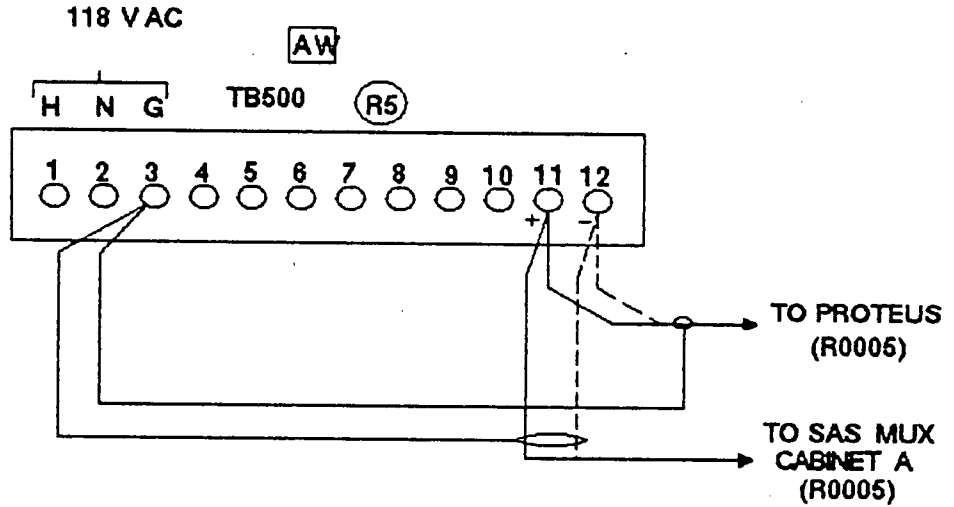 118 V AC
AW
H N G TB500 R5
1 2 3 4 5 6 7 8 9 10 11 12
+ -
TO PROTEUS
(R0005)
TO SAS MUX
CABINET A
(R0005)